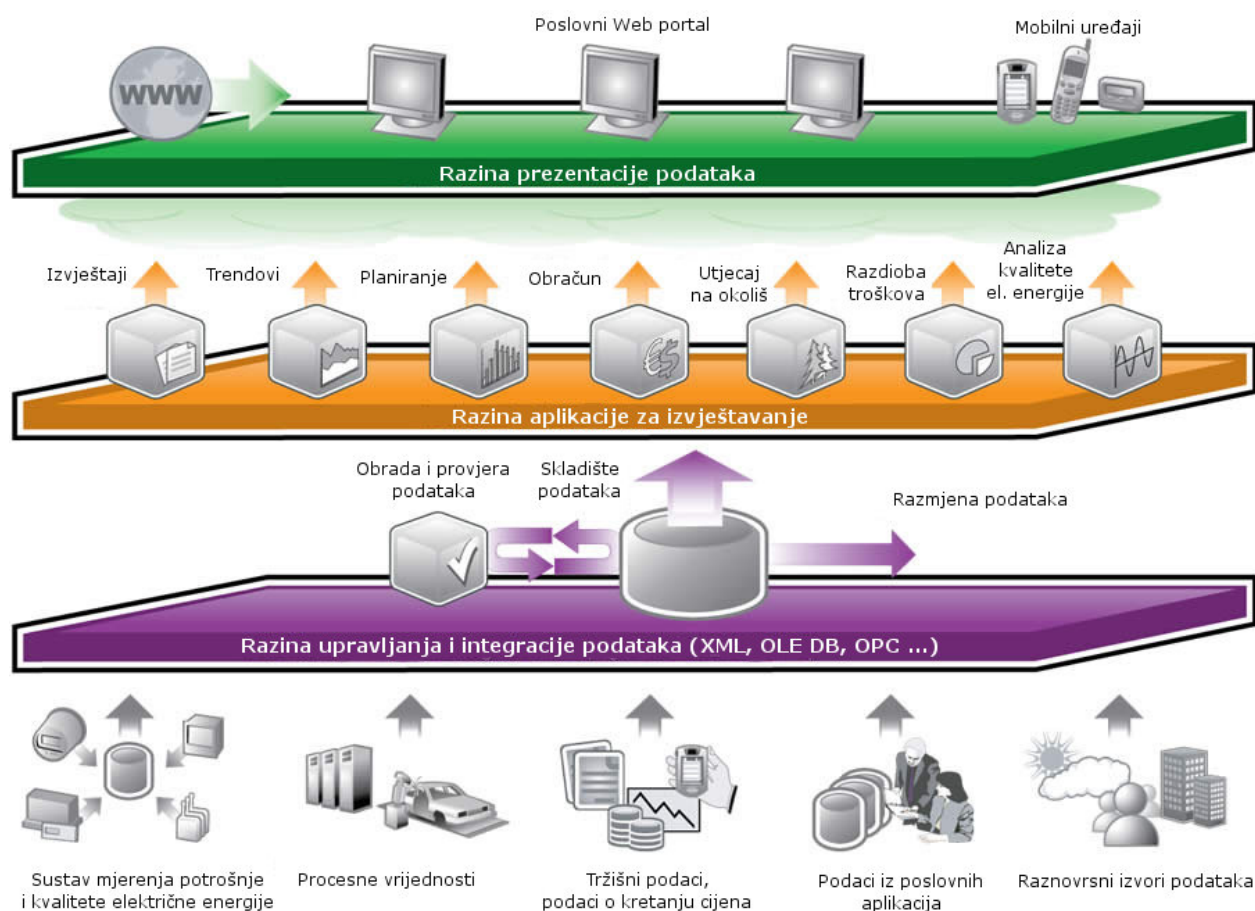 Poslovni Web portal
Mobilni uređaji
WWW
Razina prezentacije podataka
Izvještaji
Trendovi
Planiranje
Obračun
Utjecaj
na okoliš
Razdioba
troškova
Analiza
kvalitete
el. energije
€$
Razina aplikacije za izvještavanje
Obrada i provjera
podataka
Skladište
podataka
Razmjena podataka
Razina upravljanja i integracije podataka (XML, OLE DB, OPC ...)
Sustav mjerenja potrošnje
i kvalitete električne energije
Procesne vrijednosti
Tržišni podaci,
podaci o kretanju cijena
Podaci iz poslovnih
aplikacija
Raznovrsni izvori podataka